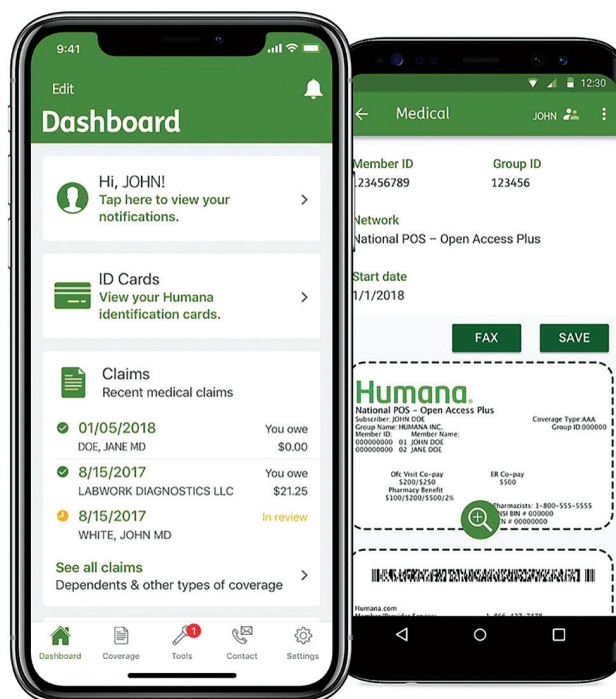 9:41
Edit
Dashboard
Hi, JOHN!
Tap here to view your
notifications.
ID Cards
View your Humana
identification cards.
Claims
Recent medical claims
01/05/2018 You owe
DOE, JANE MD $0.00
8/15/2017 You owe
LABWORK DIAGNOSTICS LLC $21.25
8/15/2017 In review
WHITE, JOHN MD
See all claims
Dependents & other types of coverage
1
Dashboard Coverage Tools Contact Settings
12:30
Medical JOHN
Member ID Group ID
123456789 123456
Network
National POS – Open Access Plus
Start date
1/1/2018
FAX SAVE
Humana.
National POS – Open Access Plus
Subscriber: JOHN DOE Coverage Type:AAA
Group Name: HUMANA INC. Group ID:000000
Member ID: Member Name:
000000000 01 JOHN DOE
000000000 02 JANE DOE
Ofc Visit Co-pay ER Co-pay
$200/$250 $500
Pharmacy Benefit
$100/$200/$500/2%
Pharmacists: 1-800-555-5555
BIN # 000000
# 00000000
Humana.com